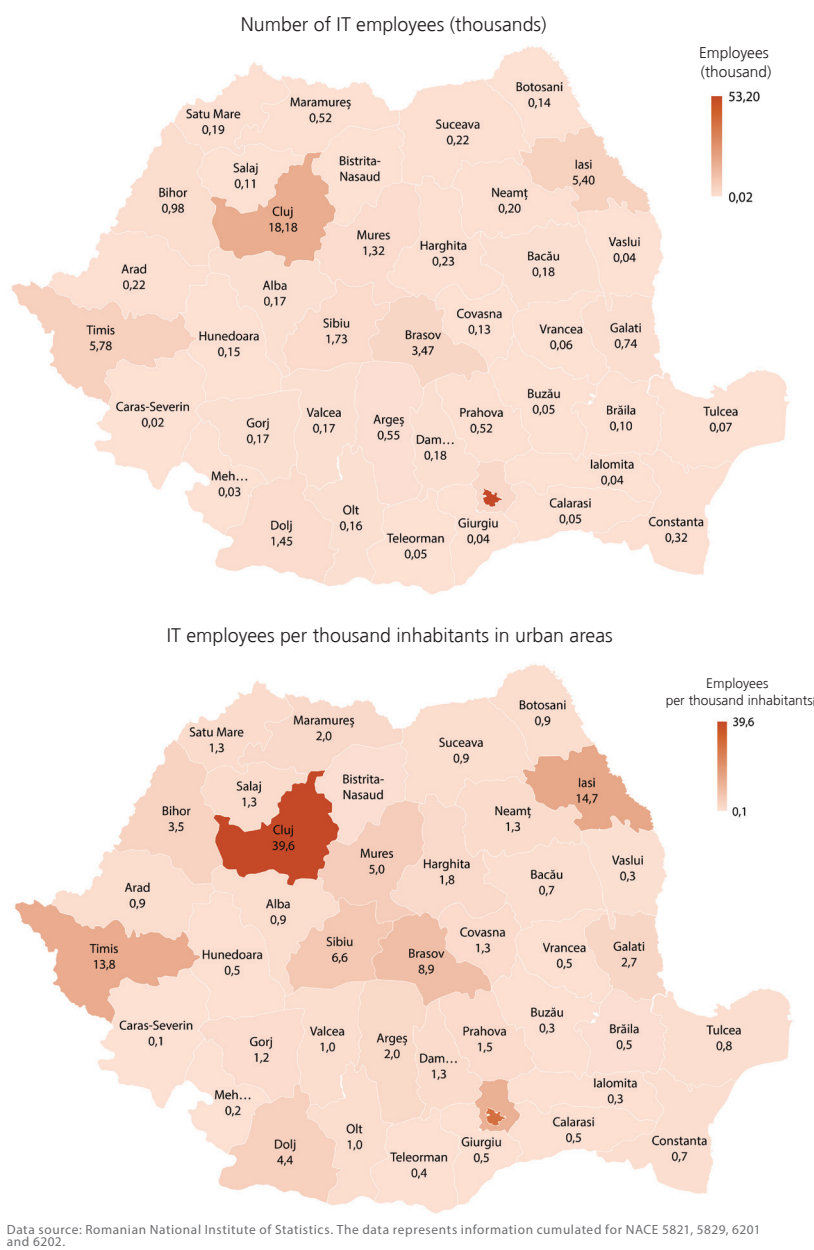 Number of IT employees (thousands)
Employees
(thousand)
53,20
0,02
Botosani
0,14
Maramureș
0,52
Satu Mare
0,19
Suceava
0,22
Iasi
5,40
Salaj
0,11
Bistrita-
Nasaud
Bihor
0,98
Neamț
0,20
Cluj
18,18
Mures
1,32
Harghita
0,23
Vaslui
0,04
Bacău
0,18
Arad
0,22
Alba
0,17
Covasna
0,13
Sibiu
1,73
Timis
5,78
Hunedoara
0,15
Brasov
3,47
Vrancea
0,06
Galati
0,74
Caras-Severin
0,02
Valcea
0,17
Gorj
0,17
Argeș
0,55
Prahova
0,52
Buzău
0,05
Brăila
0,10
Tulcea
0,07
Dam...
0,18
Meh...
0,03
Ialomita
0,04
Olt
0,16
Calarasi
0,05
Dolj
1,45
Giurgiu
0,04
Teleorman
0,05
Constanta
0,32
IT employees per thousand inhabitants in urban areas
Employees
per thousand inhabitants
39,6
0,1
Botosani
0,9
Maramureș
2,0
Satu Mare
1,3
Suceava
0,9
Iasi
14,7
Salaj
1,3
Bistrita-
Nasaud
Bihor
3,5
Neamț
1,3
Cluj
39,6
Mures
5,0
Harghita
1,8
Vaslui
0,3
Bacău
0,7
Arad
0,9
Alba
0,9
Covasna
1,3
Sibiu
6,6
Timis
13,8
Hunedoara
0,5
Brasov
8,9
Vrancea
0,5
Galati
2,7
Caras-Severin
0,1
Valcea
1,0
Gorj
1,2
Argeș
2,0
Prahova
1,5
Buzău
0,3
Brăila
0,5
Tulcea
0,8
Dam...
1,3
Meh...
0,2
Ialomita
0,3
Olt
1,0
Calarasi
0,5
Dolj
4,4
Giurgiu
0,5
Teleorman
0,4
Constanta
0,7
Data source: Romanian National Institute of Statistics. The data represents information cumulated for NACE 5821, 5829, 6201
and 6202.